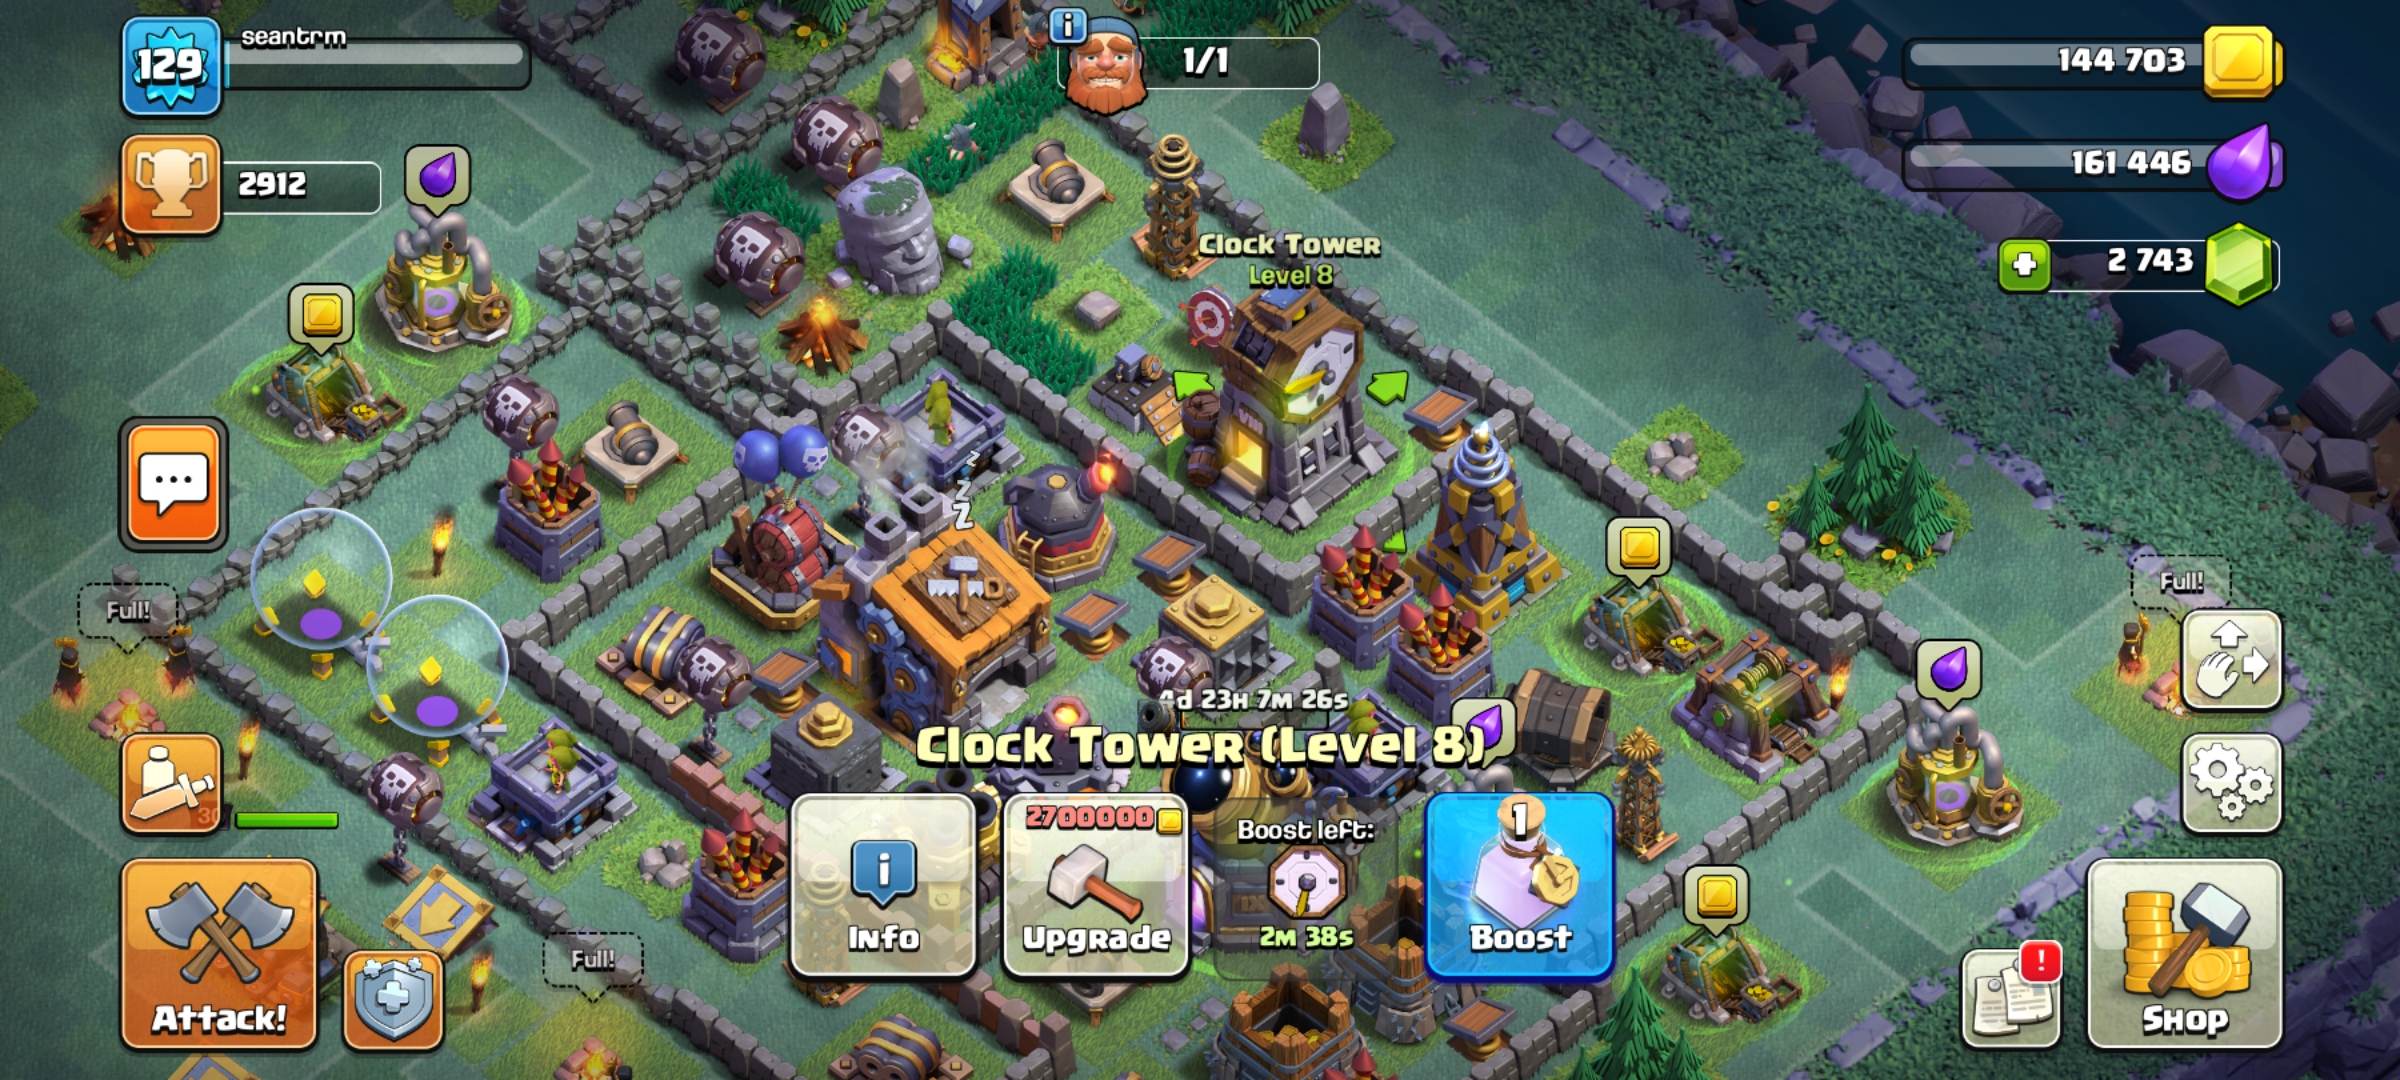 129
seantrm
1/1
144 703
2912
161 446
2 743
Clock Tower
Level 8
z
z
z
Full!
Full!
4d 23h 7m 26s
Clock Tower (Level 8)
30
2700000
Boost left:
1
Info
Upgrade
2m 38s
Boost
Full!
Attack!
!
Shop